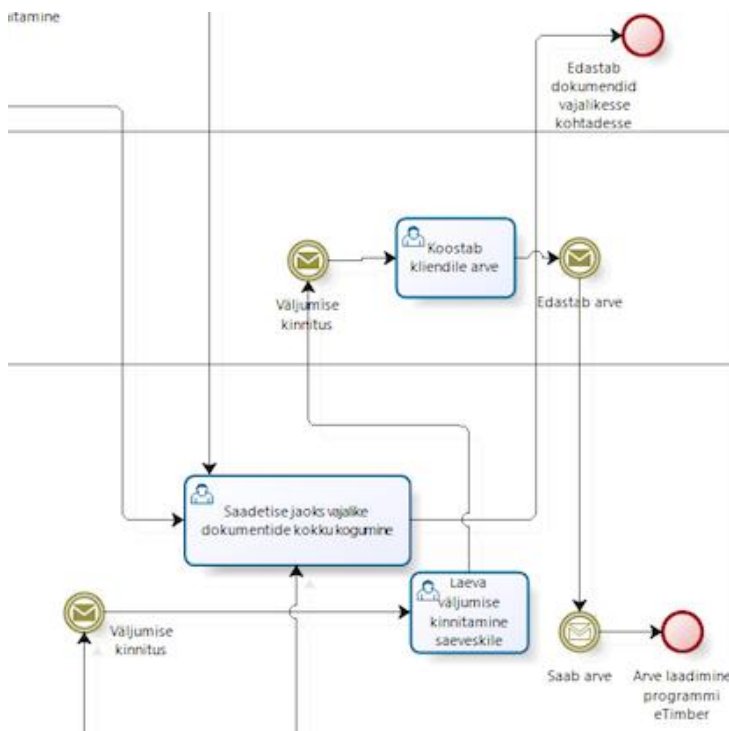 nitamine
Edastab
dokumendid
vajalikesse
kohtadesse
Koostab
kliendile arve
Väljumise
kinnitus
Edastab arve
Saadetise jaoks vajalike
dokumentide kokku kogumine
Laeva
väljumise
kinnitamine
saeveskile
Väljumise
kinnitus
Saab arve
Arve laadimine
programmi
eTimber